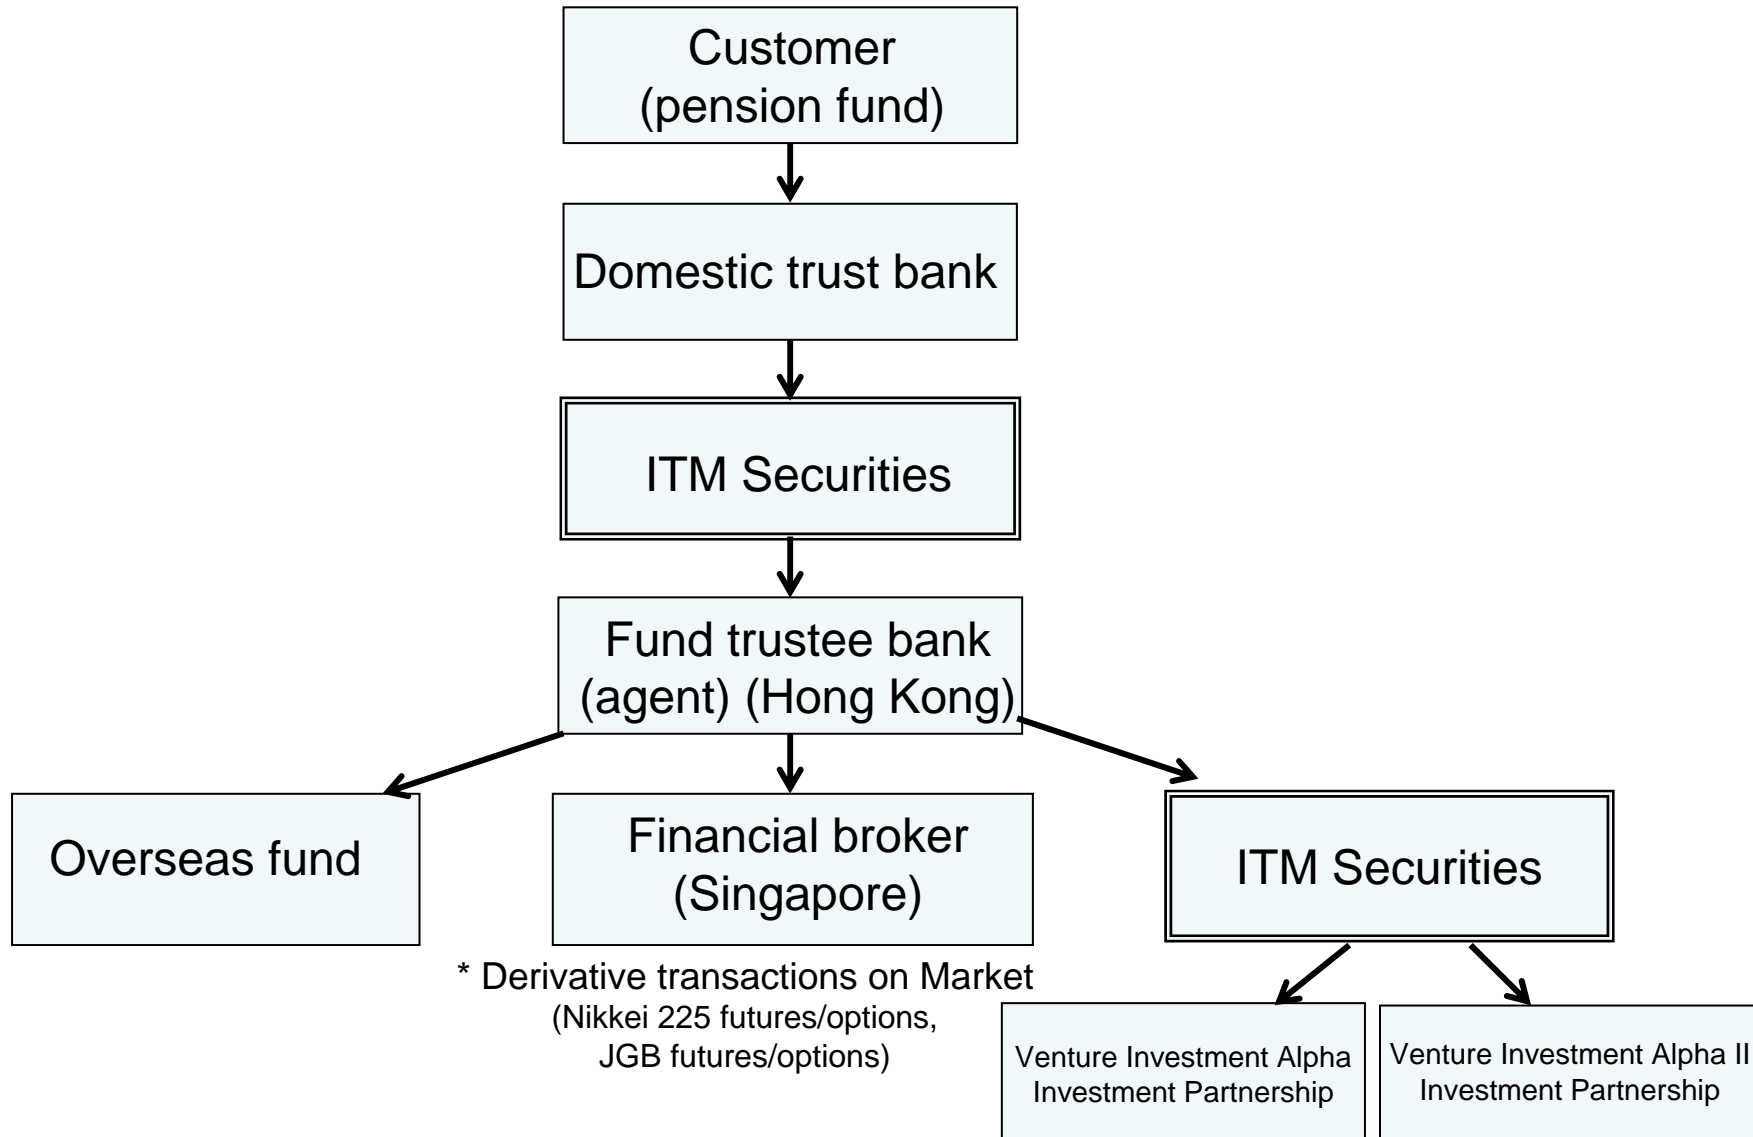 Customer
(pension fund)
Domestic trust bank
ITM Securities
Fund trustee bank
(agent) (Hong Kong)
Overseas fund
Financial broker
(Singapore)
ITM Securities
* Derivative transactions on Market
(Nikkei 225 futures/options,
JGB futures/options)
Venture Investment Alpha
Investment Partnership
Venture Investment Alpha II
Investment Partnership